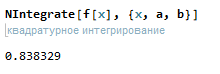 NIntegrate[f[x], {x, a, b}]
квадратурное интегрирование
0.838329